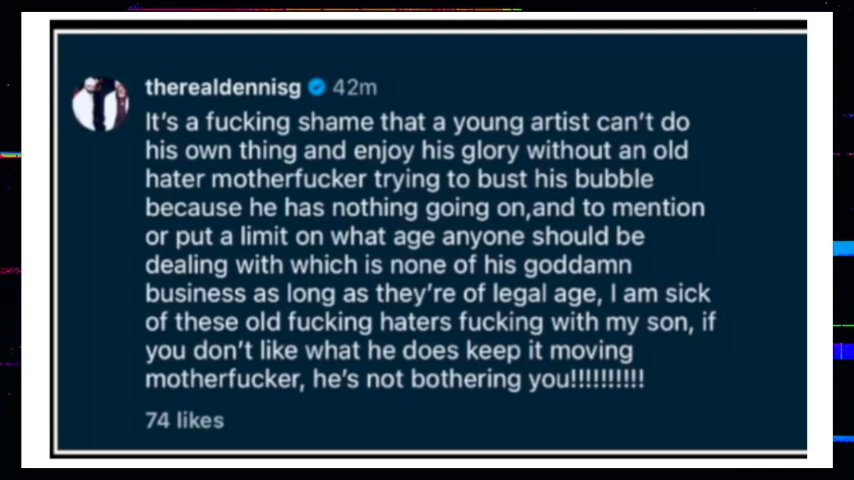 therealdennisg 42m
It's a fucking shame that a young artist can't do
his own thing and enjoy his glory without an old
hater motherfucker trying to bust his bubble
because he has nothing going on,and to mention
or put a limit on what age anyone should be
dealing with which is none of his goddamn
business as long as they're of legal age, I am sick
of these old fucking haters fucking with my son, if
you don't like what he does keep it moving
motherfucker, he's not bothering you!!!!!!!!!!
74 likes